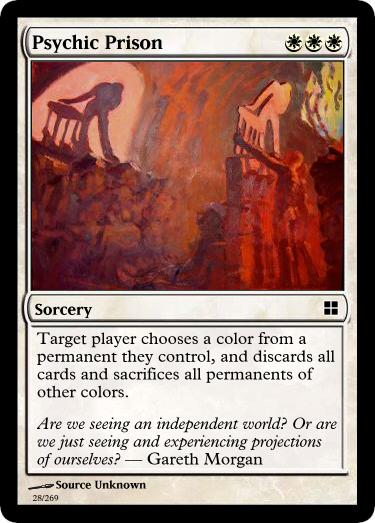 Psychic Prison
Sorcery
Target player chooses a color from a
permanent they control, and discards all
cards and sacrifices all permanents of
other colors.
Are we seeing an independent world? Or are
we just seeing and experiencing projections
of ourselves? — Gareth Morgan
Source Unknown
28/269